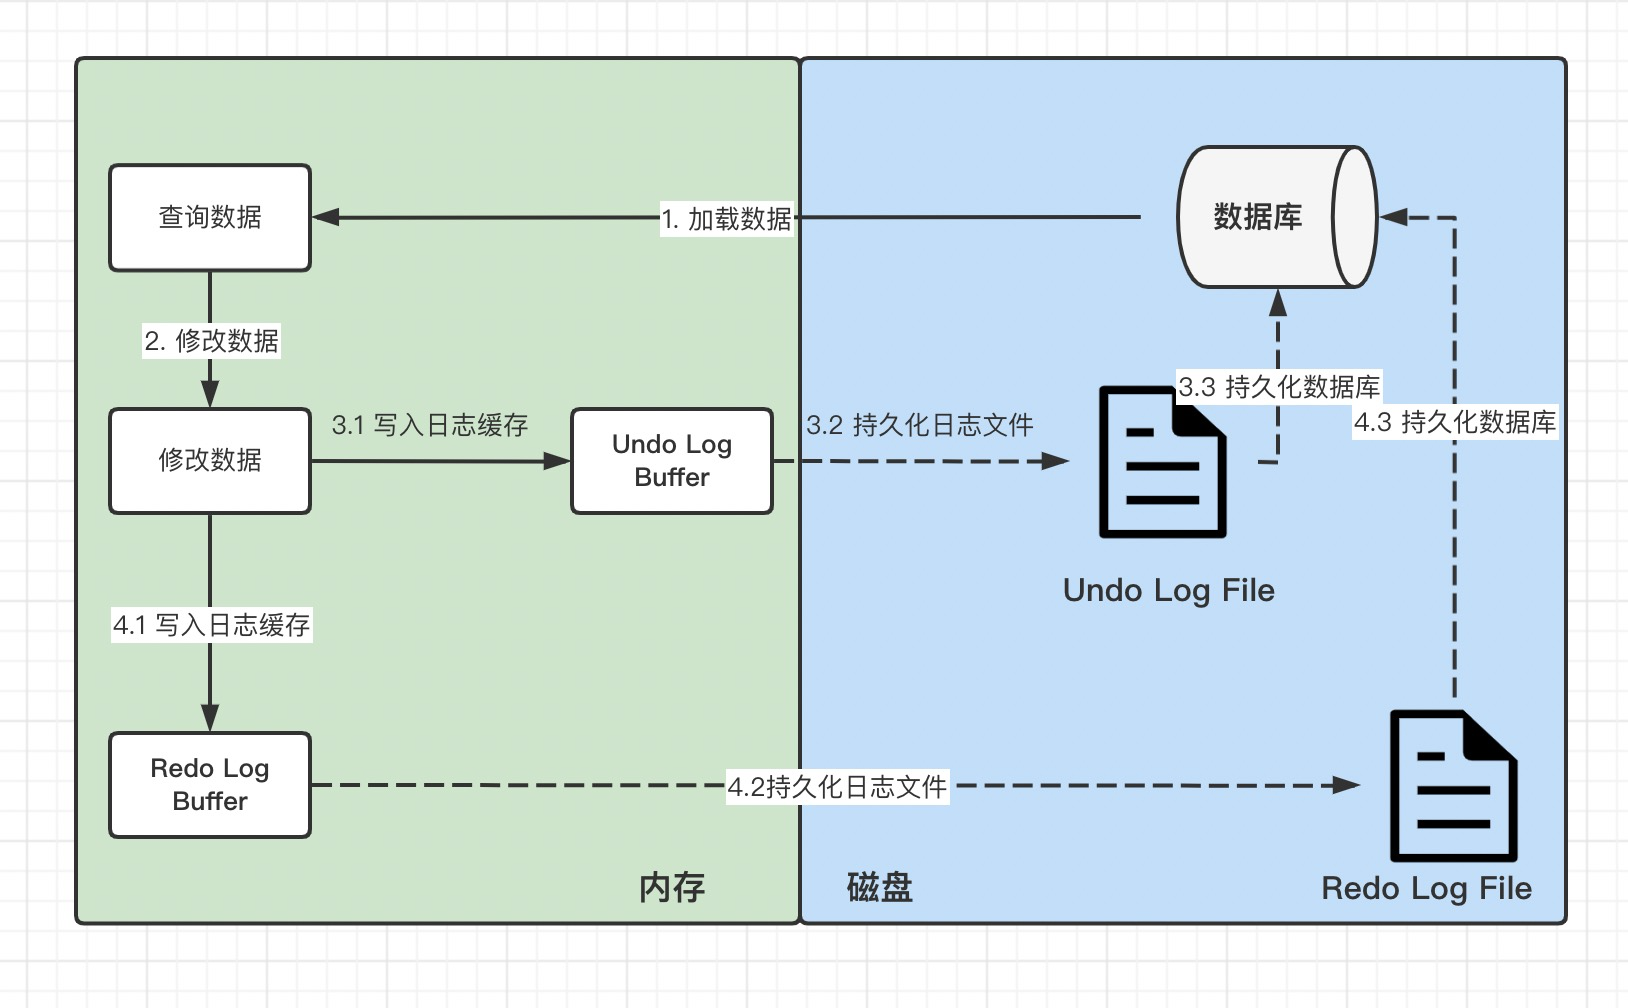 查询数据
1. 加载数据
数据库
2. 修改数据
修改数据
3.1 写入日志缓存
Undo Log
Buffer
3.2 持久化日志文件
3.3 持久化数据库
4.3 持久化数据库
Undo Log File
4.1 写入日志缓存
Redo Log
Buffer
4.2持久化日志文件
Redo Log File
内存
磁盘